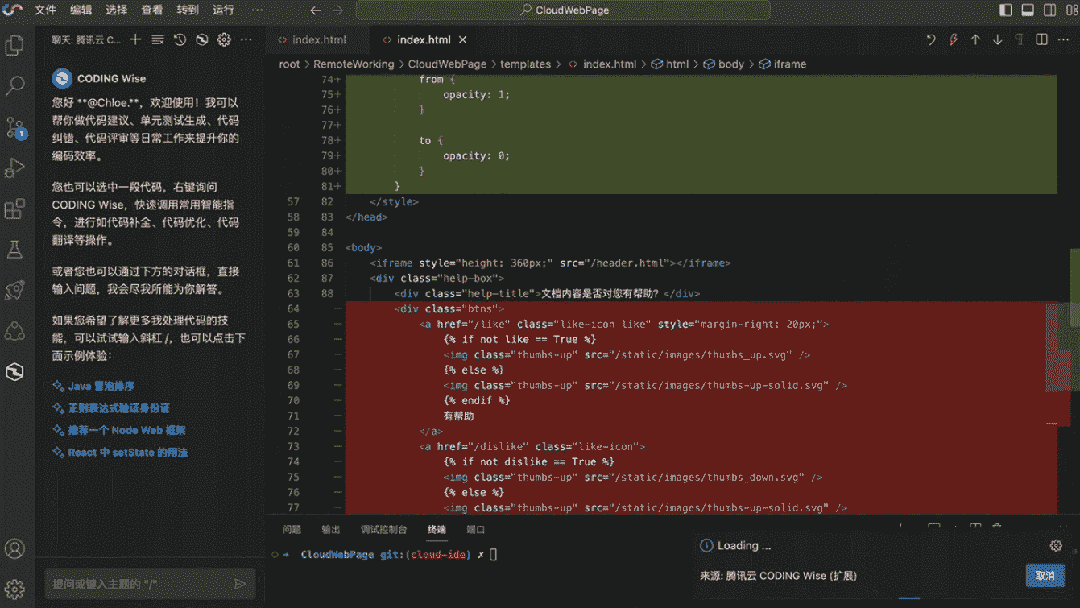 文件 编辑 选择 查看 转到 运行 ···
CloudWebPage
聊天: 腾讯云 C...
index.html
index.html
root > RemoteWorking > CloudWebPage > templates > index.html > html > body > iframe
CODING Wise
您好 **@Chloe.**，欢迎使用！我可以
帮你做代码建议、单元测试生成、代码
纠错、代码评审等日常工作来提升你的
编码效率。
您也可以选中一段代码，右键询问
CODING Wise，快速调用常用智能指
令，进行如代码补全、代码优化、代码
翻译等操作。
或者您也可以通过下方的对话框，直接
输入问题，我会尽我所能为你解答。
如果您希望了解更多我处理代码的技
能，可以试试输入斜杠 /，也可以点击下
面示例体验：
Java 冒泡排序
正则表达式验证身份证
推荐一个 Node Web 框架
React 中 setState 的用法
提问或键入主题的 "/"
74+ from {
75+ opacity: 1;
76+ }
77+
78+ to {
79+ opacity: 0;
80+ }
81+ }
57 82 </style>
58 83 </head>
59 84
60 85 <body>
61 86 <iframe style="height: 360px;" src="/header.html"></iframe>
62 87 <div class="help-box">
63 88 <div class="help-title">文档内容是否对您有帮助? </div>
64 − <div class="btns">
65 − <a href="/like" class="like-icon like" style="margin-right: 20px;">
66 − {% if not like == True %}
67 − <img class="thumbs-up" src="/static/images/thumbs_up.svg" />
68 − {% else %}
69 − <img class="thumbs-up" src="/static/images/thumbs-up-solid.svg" />
70 − {% endif %}
71 − 有帮助
72 − </a>
73 − <a href="/dislike" class="like-icon">
74 − {% if not dislike == True %}
75 − <img class="thumbs-up" src="/static/images/thumbs_down.svg" />
76 − {% else %}
77 − <img class="thumbs-up" src="/static/images/thumbs-up-solid.svg" />
问题 输出 调试控制台 终端 端口
CloudWebPage git:(cloud-ide) ✗
Loading ...
来源: 腾讯云 CODING Wise (扩展)
取消